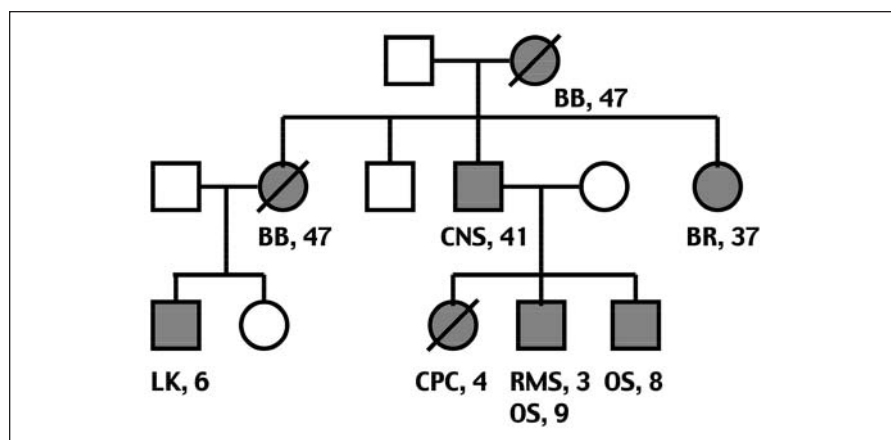 BB, 47
BB, 47
CNS, 41
BR, 37
LK, 6
CPC, 4
RMS, 3
OS, 9
OS, 8